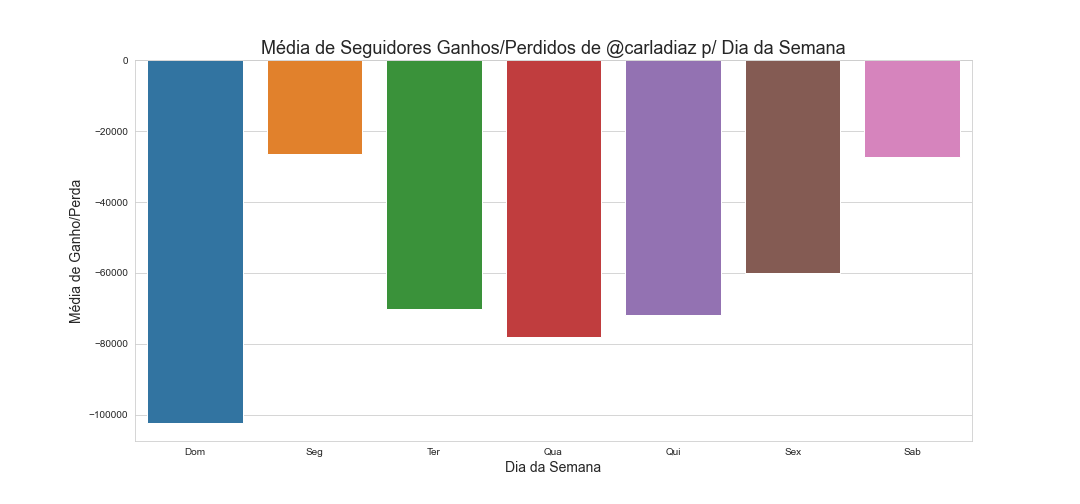 Média de Seguidores Ganhos/Perdidos de @carladiaz p/ Dia da Semana
Média de Ganho/Perda
0
−20000
−40000
−60000
−80000
−100000
Dom Seg Ter Qua Qui Sex Sab
Dia da Semana